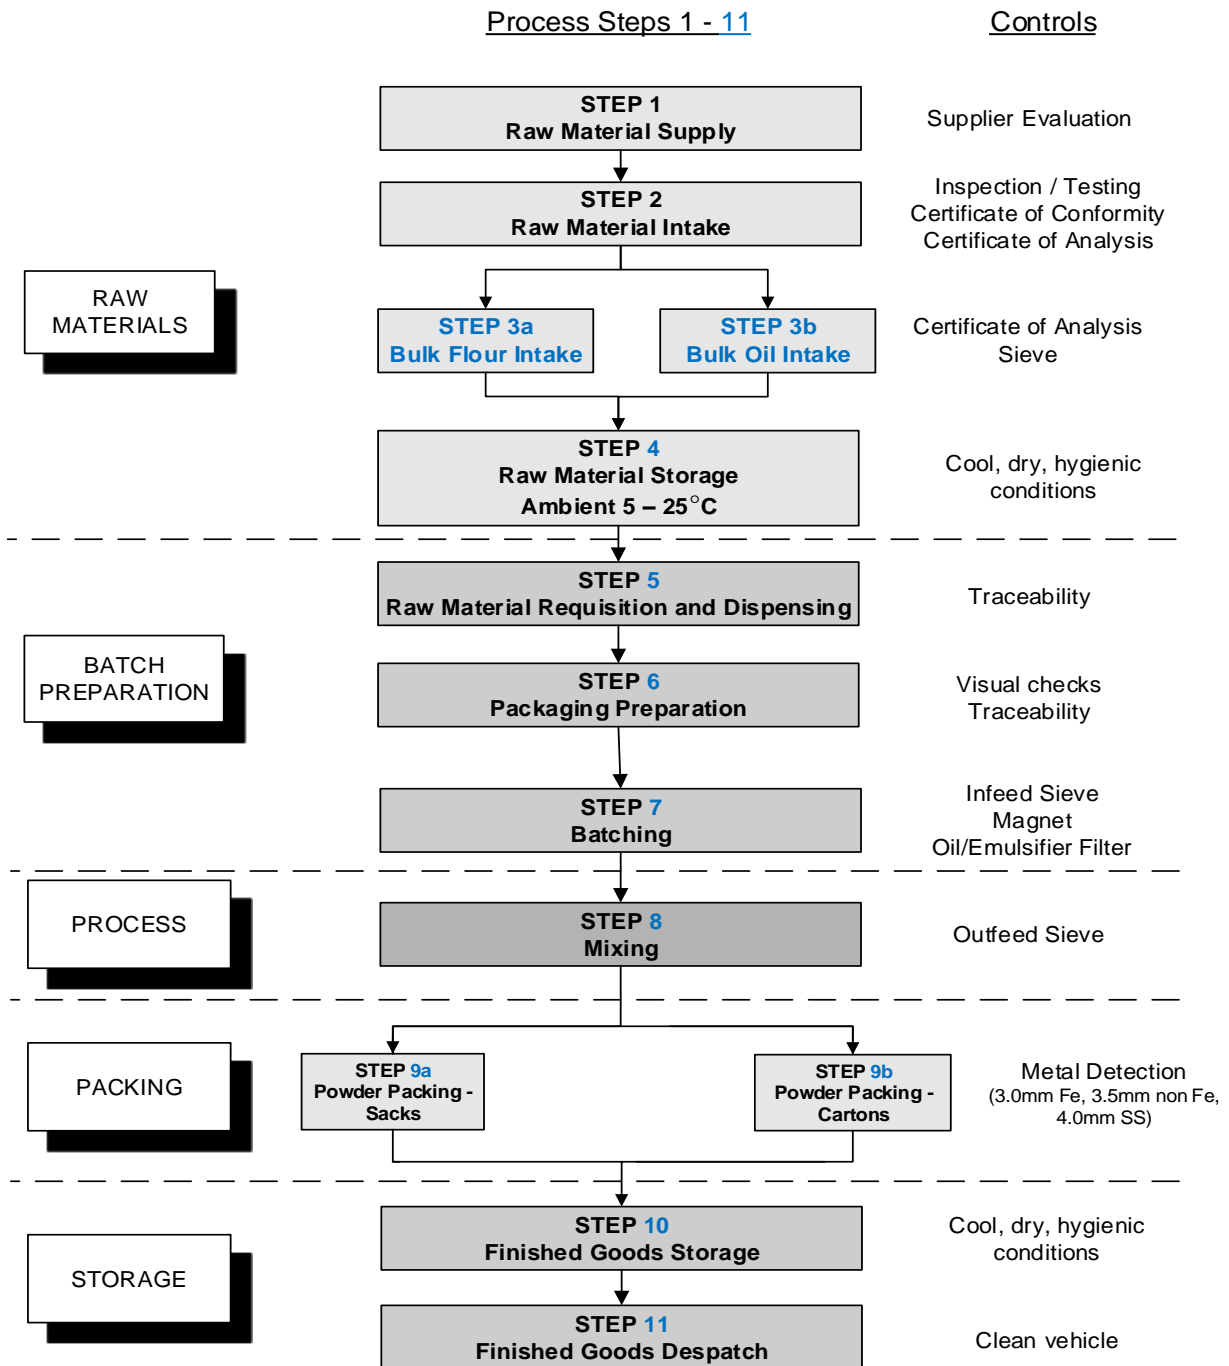 Process Steps 1 - 11
Controls
STEP 1
Raw Material Supply
Supplier Evaluation
STEP 2
Raw Material Intake
Inspection / Testing
Certificate of Conformity
Certificate of Analysis
RAW
MATERIALS
STEP 3a
Bulk Flour Intake
STEP 3b
Bulk Oil Intake
Certificate of Analysis
Sieve
STEP 4
Raw Material Storage
Ambient 5 – 25°C
Cool, dry, hygienic
conditions
STEP 5
Raw Material Requisition and Dispensing
Traceability
BATCH
PREPARATION
STEP 6
Packaging Preparation
Visual checks
Traceability
STEP 7
Batching
Infeed Sieve
Magnet
Oil/Emulsifier Filter
PROCESS
STEP 8
Mixing
Outfeed Sieve
PACKING
STEP 9a
Powder Packing -
Sacks
STEP 9b
Powder Packing -
Cartons
Metal Detection
(3.0mm Fe, 3.5mm non Fe,
4.0mm SS)
STORAGE
STEP 10
Finished Goods Storage
Cool, dry, hygienic
conditions
STEP 11
Finished Goods Despatch
Clean vehicle